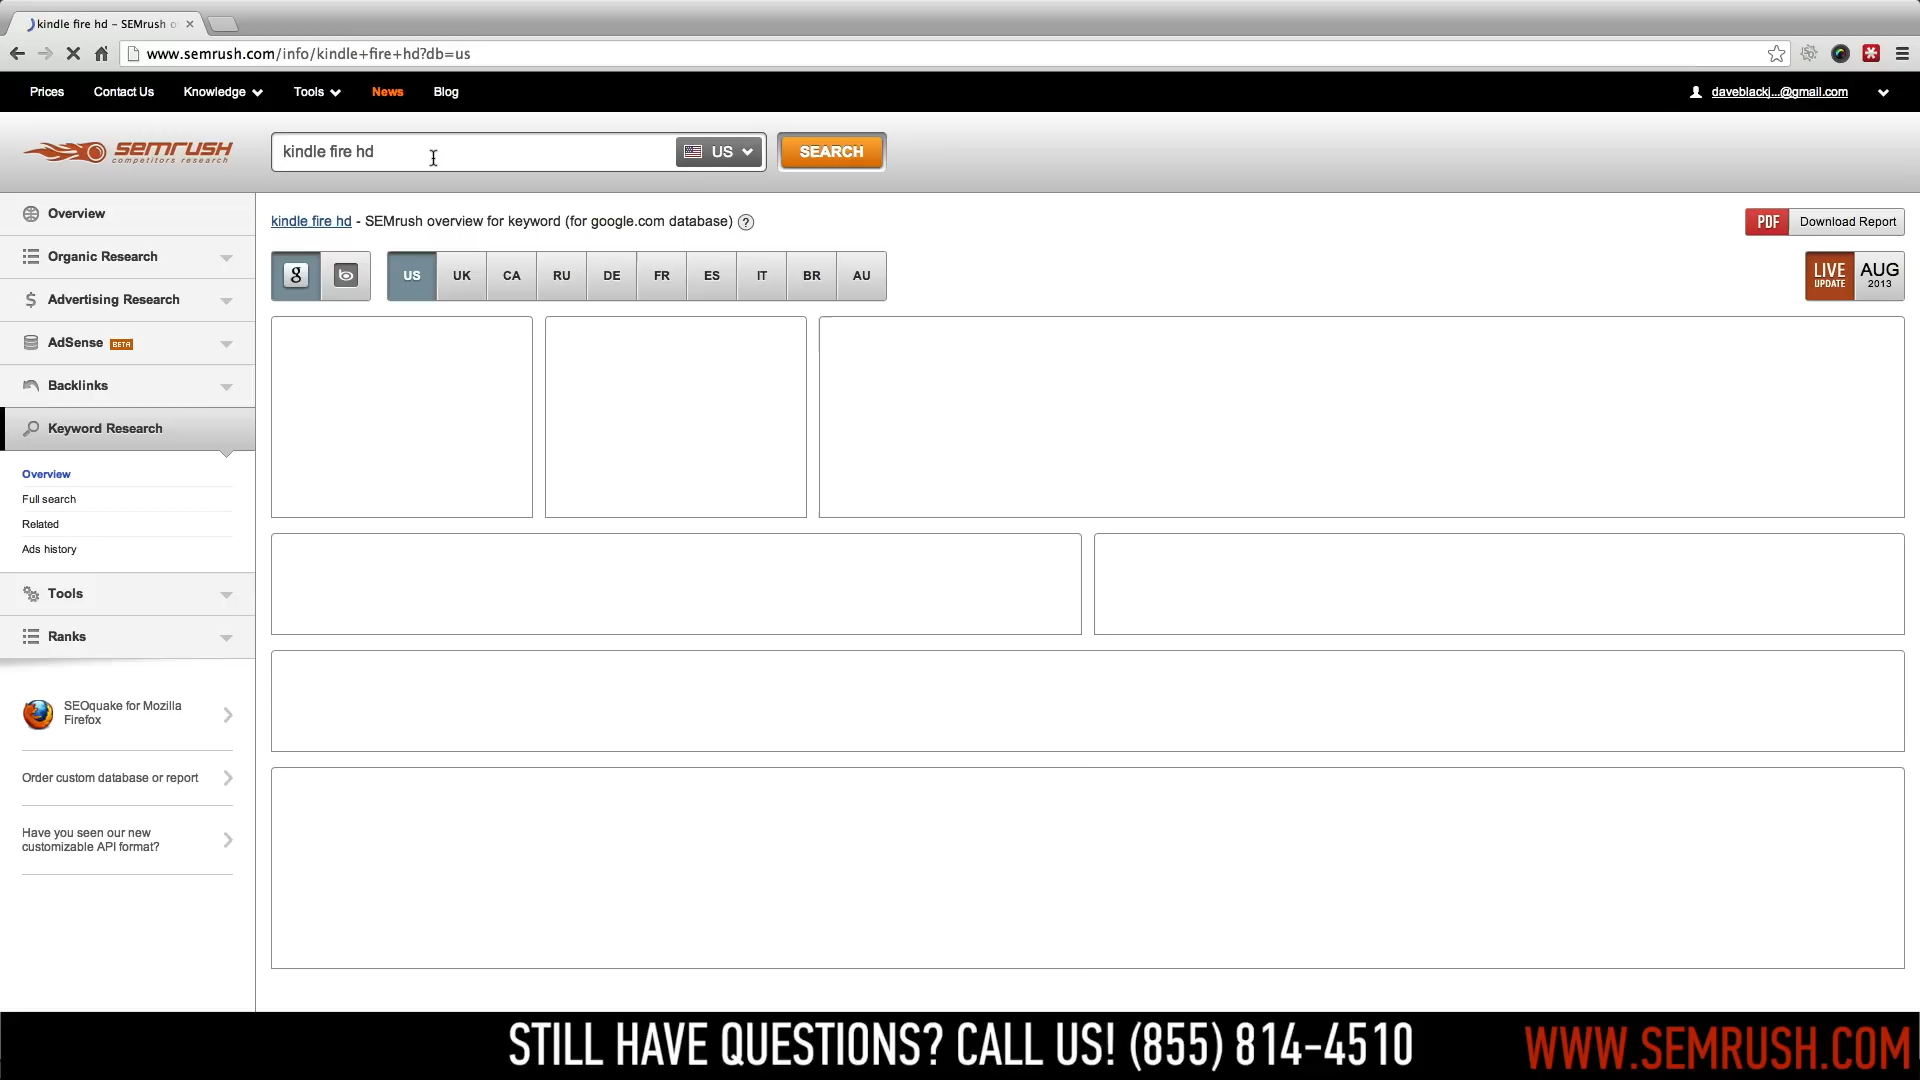 kindle fire hd - SEMrush o
www.semrush.com/info/kindle+fire+hd?db=us
Prices Contact Us Knowledge Tools News Blog daveblackj...@gmail.com
semrush
competitors research
kindle fire hd US SEARCH
Overview
Organic Research
Advertising Research
AdSense BETA
Backlinks
Keyword Research
Overview
Full search
Related
Ads history
Tools
Ranks
SEOquake for Mozilla
Firefox
Order custom database or report
Have you seen our new
customizable API format?
kindle fire hd - SEMrush overview for keyword (for google.com database) ?
PDF Download Report
g b US UK CA RU DE FR ES IT BR AU
LIVE
UPDATE
AUG
2013
STILL HAVE QUESTIONS? CALL US! (855) 814-4510
WWW.SEMRUSH.COM